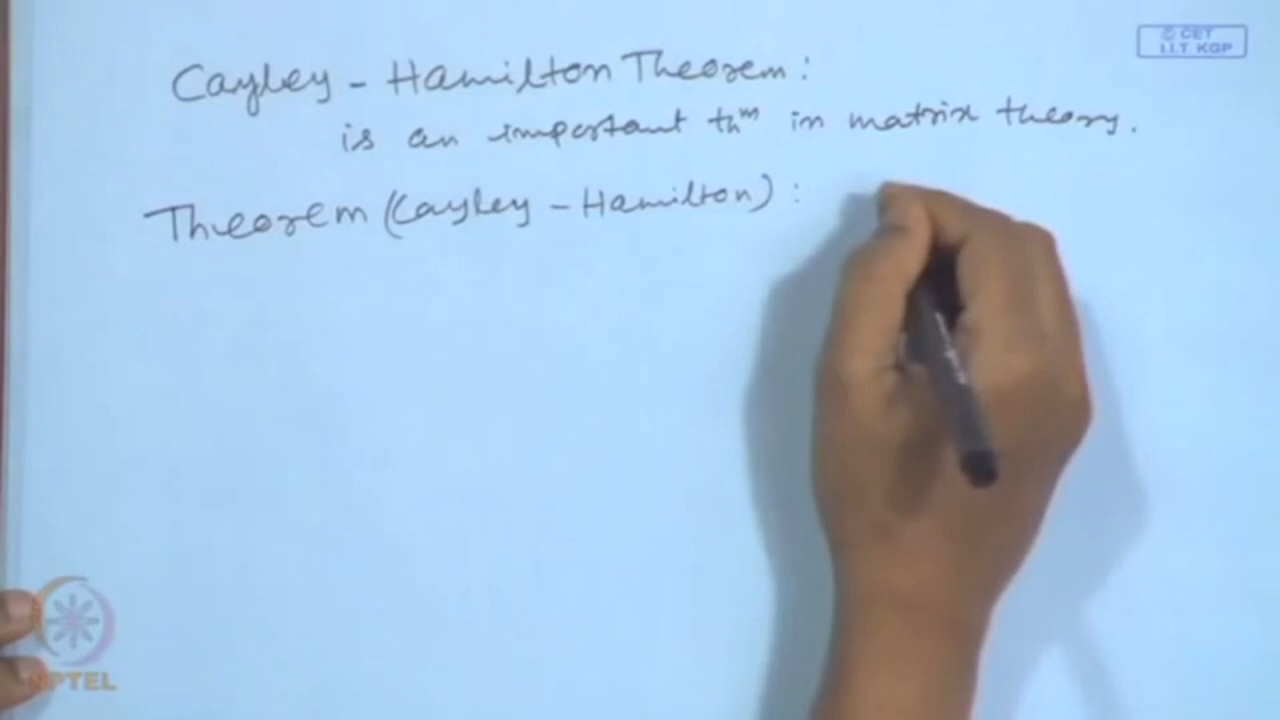 © CET
I.I.T KGP
Cayley - Hamilton Theorem :
is an important thm in matrix theory.
Theorem (Cayley - Hamilton) :
NPTEL